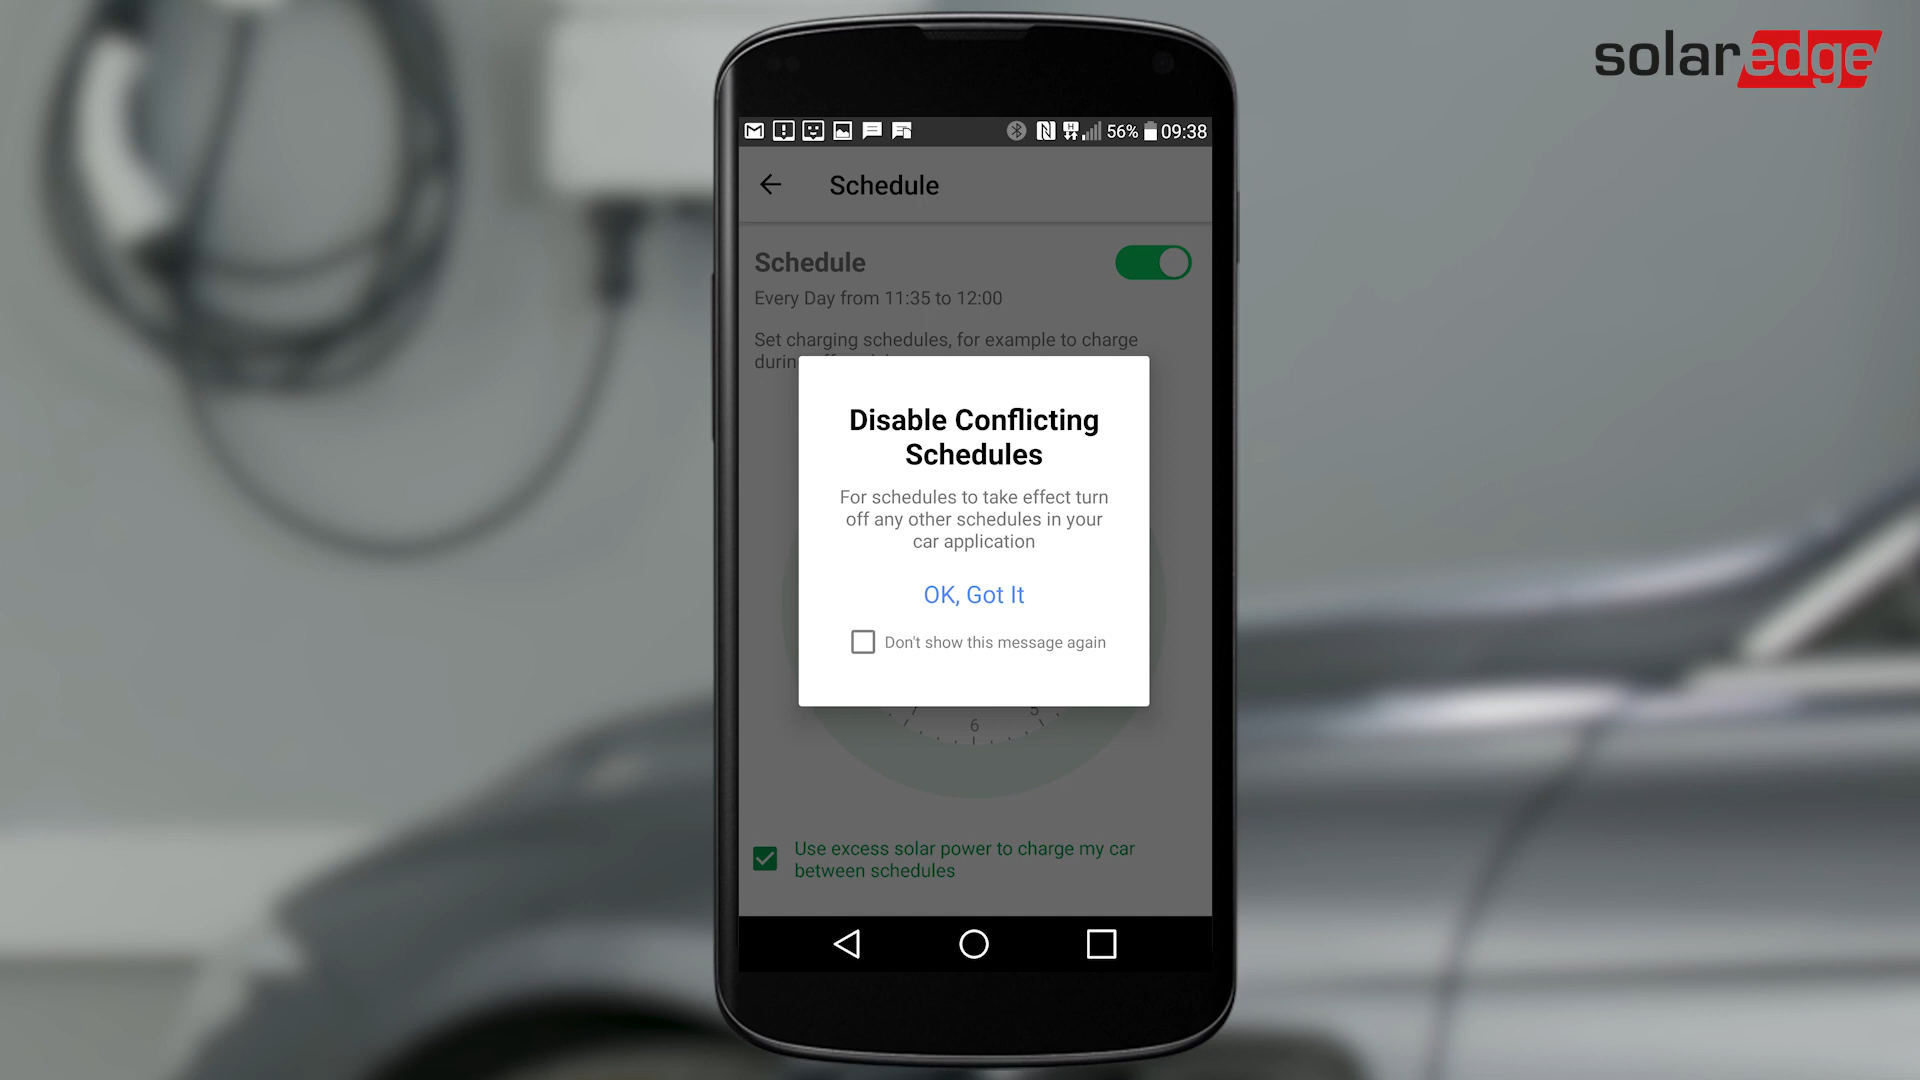 solaredge
56% 09:38
Schedule
Schedule
Every Day from 11:35 to 12:00
Set charging schedules, for example to charge
Disable Conflicting
Schedules
For schedules to take effect turn
off any other schedules in your
car application
OK, Got It
Don't show this message again
5
6
Use excess solar power to charge my car
between schedules